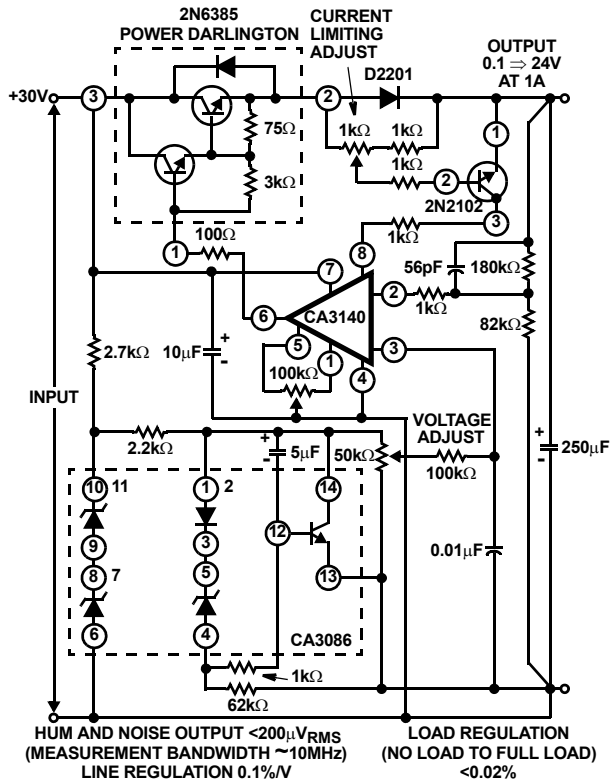 2N6385
POWER DARLINGTON
CURRENT
LIMITING
ADJUST
OUTPUT
0.1 ⇒ 24V
AT 1A
D2201
+30V
3
2
1
75Ω
1kΩ
1kΩ
1kΩ
3kΩ
2
2N2102
3
1
100Ω
8
1kΩ
7
56pF
180kΩ
6
CA3140
2
1kΩ
82kΩ
5
1
3
4
2.7kΩ
10μF
+
-
100kΩ
INPUT
2.2kΩ
+
-
5μF
50kΩ
VOLTAGE
ADJUST
100kΩ
+
-
250μF
10
11
1
2
14
9
3
12
0.01μF
8
7
5
13
6
4
CA3086
1kΩ
62kΩ
HUM AND NOISE OUTPUT <200μVRMS
(MEASUREMENT BANDWIDTH ~10MHz)
LINE REGULATION 0.1%/V
LOAD REGULATION
(NO LOAD TO FULL LOAD)
<0.02%